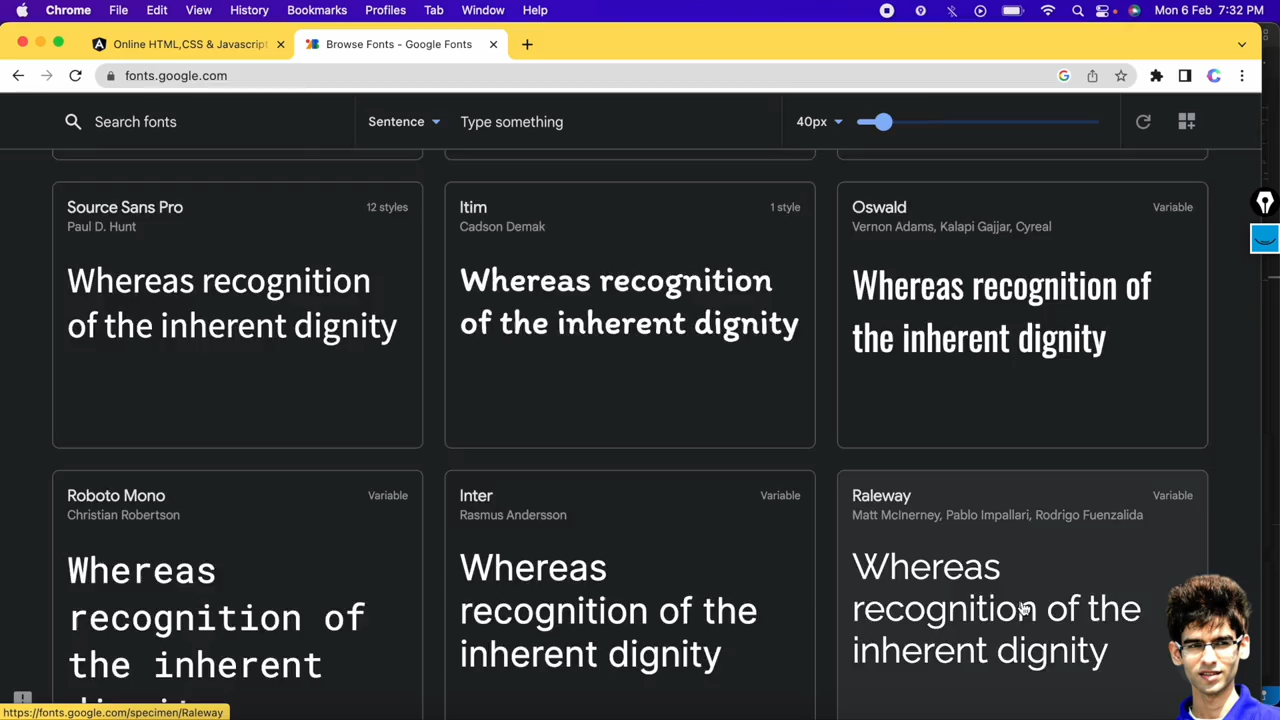 Chrome File Edit View History Bookmarks Profiles Tab Window Help Mon 6 Feb 7:32 PM
Online HTML,CSS & Javascript Browse Fonts - Google Fonts
fonts.google.com
Search fonts Sentence Type something 40px
Source Sans Pro 12 styles
Paul D. Hunt
Whereas recognition
of the inherent dignity
Itim 1 style
Cadson Demak
Whereas recognition
of the inherent dignity
Oswald Variable
Vernon Adams, Kalapi Gajjar, Cyreal
Whereas recognition of
the inherent dignity
Roboto Mono Variable
Christian Robertson
Whereas
recognition of
the inherent
Inter Variable
Rasmus Andersson
Whereas
recognition of the
inherent dignity
Raleway Variable
Matt McInerney, Pablo Impallari, Rodrigo Fuenzalida
Whereas
recognition of the
inherent dignity
https://fonts.google.com/specimen/Raleway